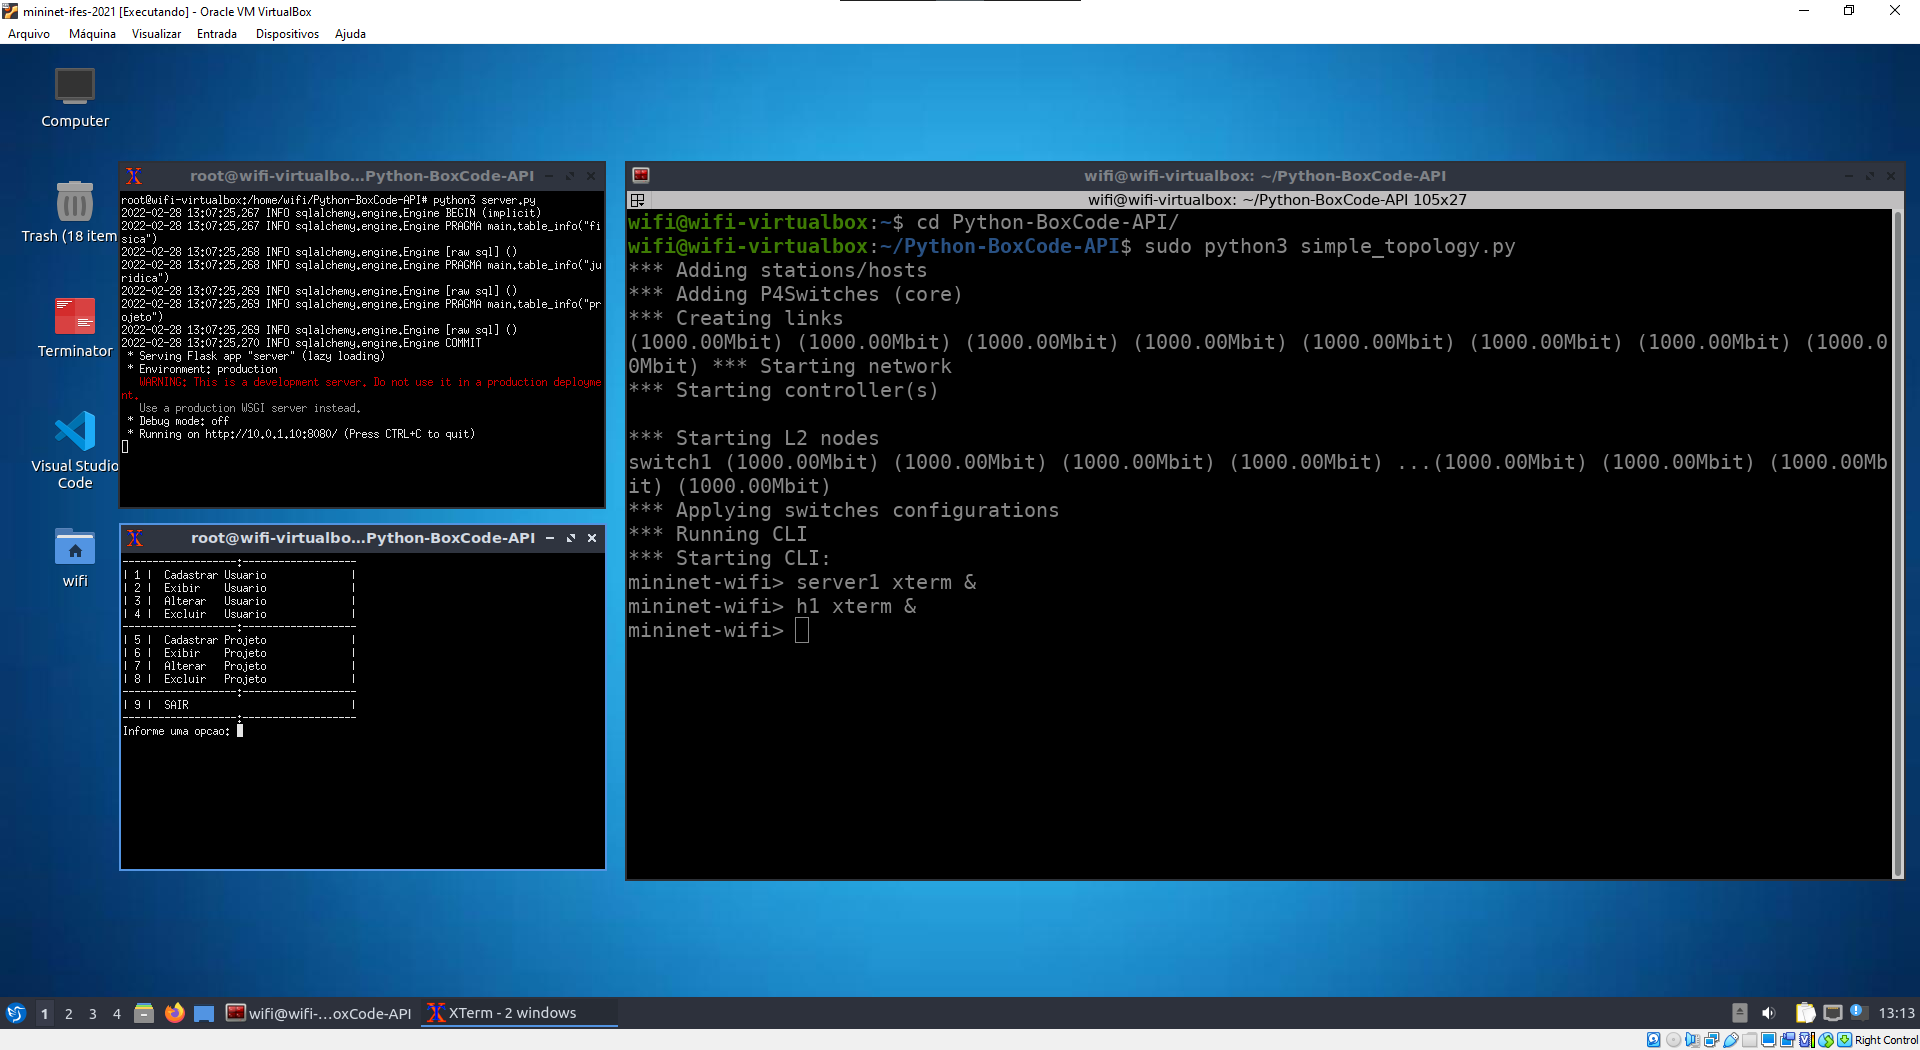 mininet-ifes-2021 [Executando] - Oracle VM VirtualBox
Arquivo Máquina Visualizar Entrada Dispositivos Ajuda
Computer
Trash (18 item
Terminator
Visual Studio
Code
wifi
root@wifi-virtualbo...Python-BoxCode-API
root@wifi-virtualbox:/home/wifi/Python-BoxCode-API# python3 server.py
2022-02-28 13:07:25,267 INFO sqlalchemy.engine.Engine BEGIN (implicit)
2022-02-28 13:07:25,267 INFO sqlalchemy.engine.Engine PRAGMA main.table_info("fi
sica")
2022-02-28 13:07:25,268 INFO sqlalchemy.engine.Engine [raw sql] ()
2022-02-28 13:07:25,268 INFO sqlalchemy.engine.Engine PRAGMA main.table_info("ju
ridica")
2022-02-28 13:07:25,269 INFO sqlalchemy.engine.Engine [raw sql] ()
2022-02-28 13:07:25,269 INFO sqlalchemy.engine.Engine PRAGMA main.table_info("pr
ojeto")
2022-02-28 13:07:25,269 INFO sqlalchemy.engine.Engine [raw sql] ()
2022-02-28 13:07:25,270 INFO sqlalchemy.engine.Engine COMMIT
* Serving Flask app "server" (lazy loading)
* Environment: production
WARNING: This is a development server. Do not use it in a production deployme
nt.
Use a production WSGI server instead.
* Debug mode: off
* Running on http://10.0.1.10:8080/ (Press CTRL+C to quit)
root@wifi-virtualbo...Python-BoxCode-API
-------------------:-------------------
| 1 | Cadastrar Usuario |
| 2 | Exibir Usuario |
| 3 | Alterar Usuario |
| 4 | Excluir Usuario |
-------------------:-------------------
| 5 | Cadastrar Projeto |
| 6 | Exibir Projeto |
| 7 | Alterar Projeto |
| 8 | Excluir Projeto |
-------------------:-------------------
| 9 | SAIR |
-------------------:-------------------
Informe uma opcao:
wifi@wifi-virtualbox: ~/Python-BoxCode-API
wifi@wifi-virtualbox: ~/Python-BoxCode-API 105x27
wifi@wifi-virtualbox:~$ cd Python-BoxCode-API/
wifi@wifi-virtualbox:~/Python-BoxCode-API$ sudo python3 simple_topology.py
*** Adding stations/hosts
*** Adding P4Switches (core)
*** Creating links
(1000.00Mbit) (1000.00Mbit) (1000.00Mbit) (1000.00Mbit) (1000.00Mbit) (1000.00Mbit) (1000.00Mbit) (1000.0
0Mbit) *** Starting network
*** Starting controller(s)
*** Starting L2 nodes
switch1 (1000.00Mbit) (1000.00Mbit) (1000.00Mbit) (1000.00Mbit) ...(1000.00Mbit) (1000.00Mbit) (1000.00Mb
it) (1000.00Mbit)
*** Applying switches configurations
*** Running CLI
*** Starting CLI:
mininet-wifi> server1 xterm &
mininet-wifi> h1 xterm &
mininet-wifi>
1 2 3 4 wifi@wifi-...oxCode-API XTerm - 2 windows 13:13
Right Control